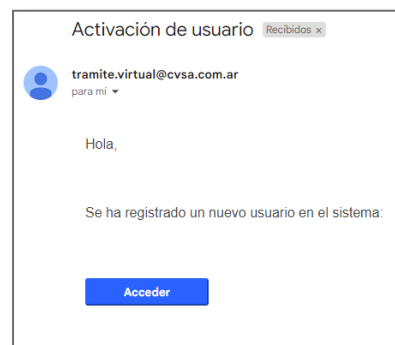 Activación de usuario Recibidos x
tramite.virtual@cvsa.com.ar
para mí
Hola,
Se ha registrado un nuevo usuario en el sistema:
Acceder